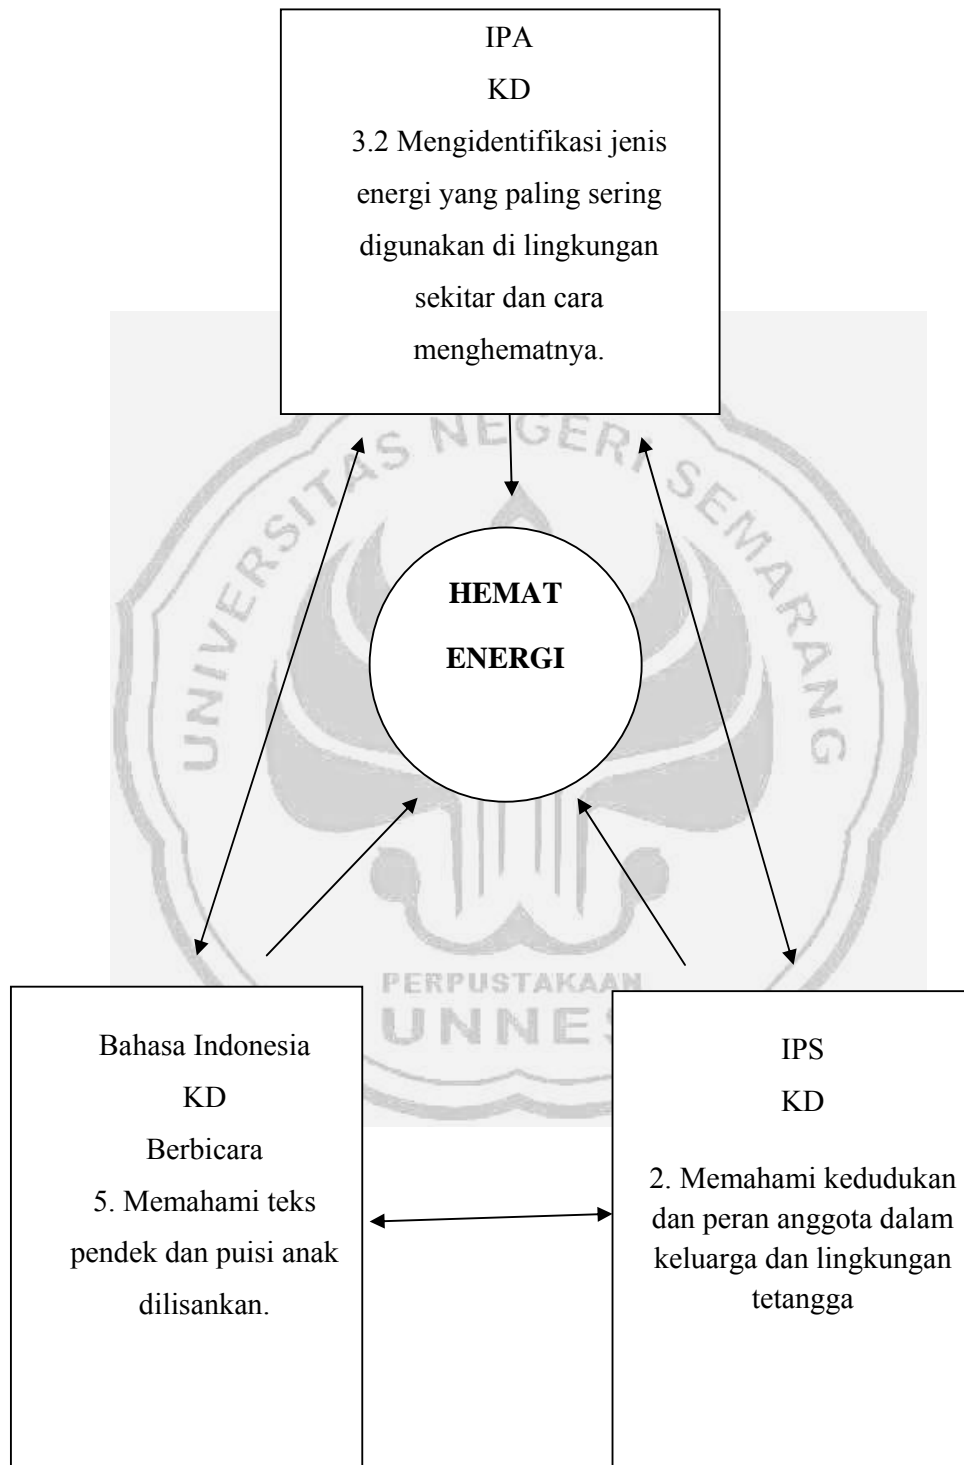 IPA
KD
3.2 Mengidentifikasi jenis
energi yang paling sering
digunakan di lingkungan
sekitar dan cara
menghematnya.
UNIVERSITAS NEGERI SEMARANG
HEMAT
ENERGI
PERPUSTAKAAN
UNNES
Bahasa Indonesia
KD
Berbicara
5. Memahami teks
pendek dan puisi anak
dilisankan.
IPS
KD
2. Memahami kedudukan
dan peran anggota dalam
keluarga dan lingkungan
tetangga